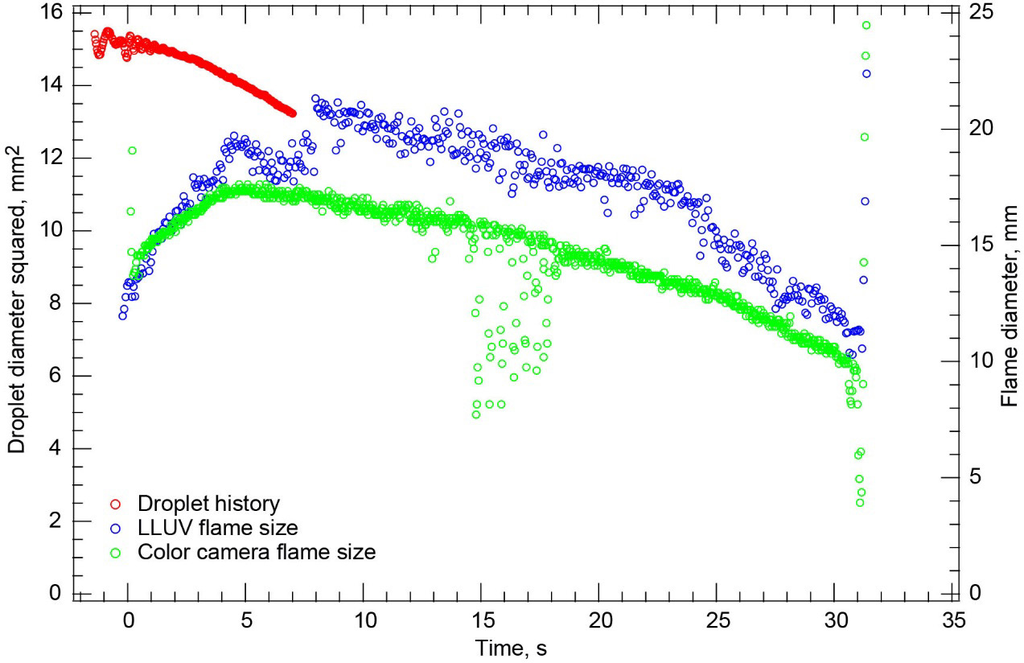 16
14
12
10
8
6
4
2
0
Droplet diameter squared, mm2
25
20
15
10
5
0
Flame diameter, mm
Droplet history
LLUV flame size
Color camera flame size
0 5 10 15 20 25 30 35
Time, s